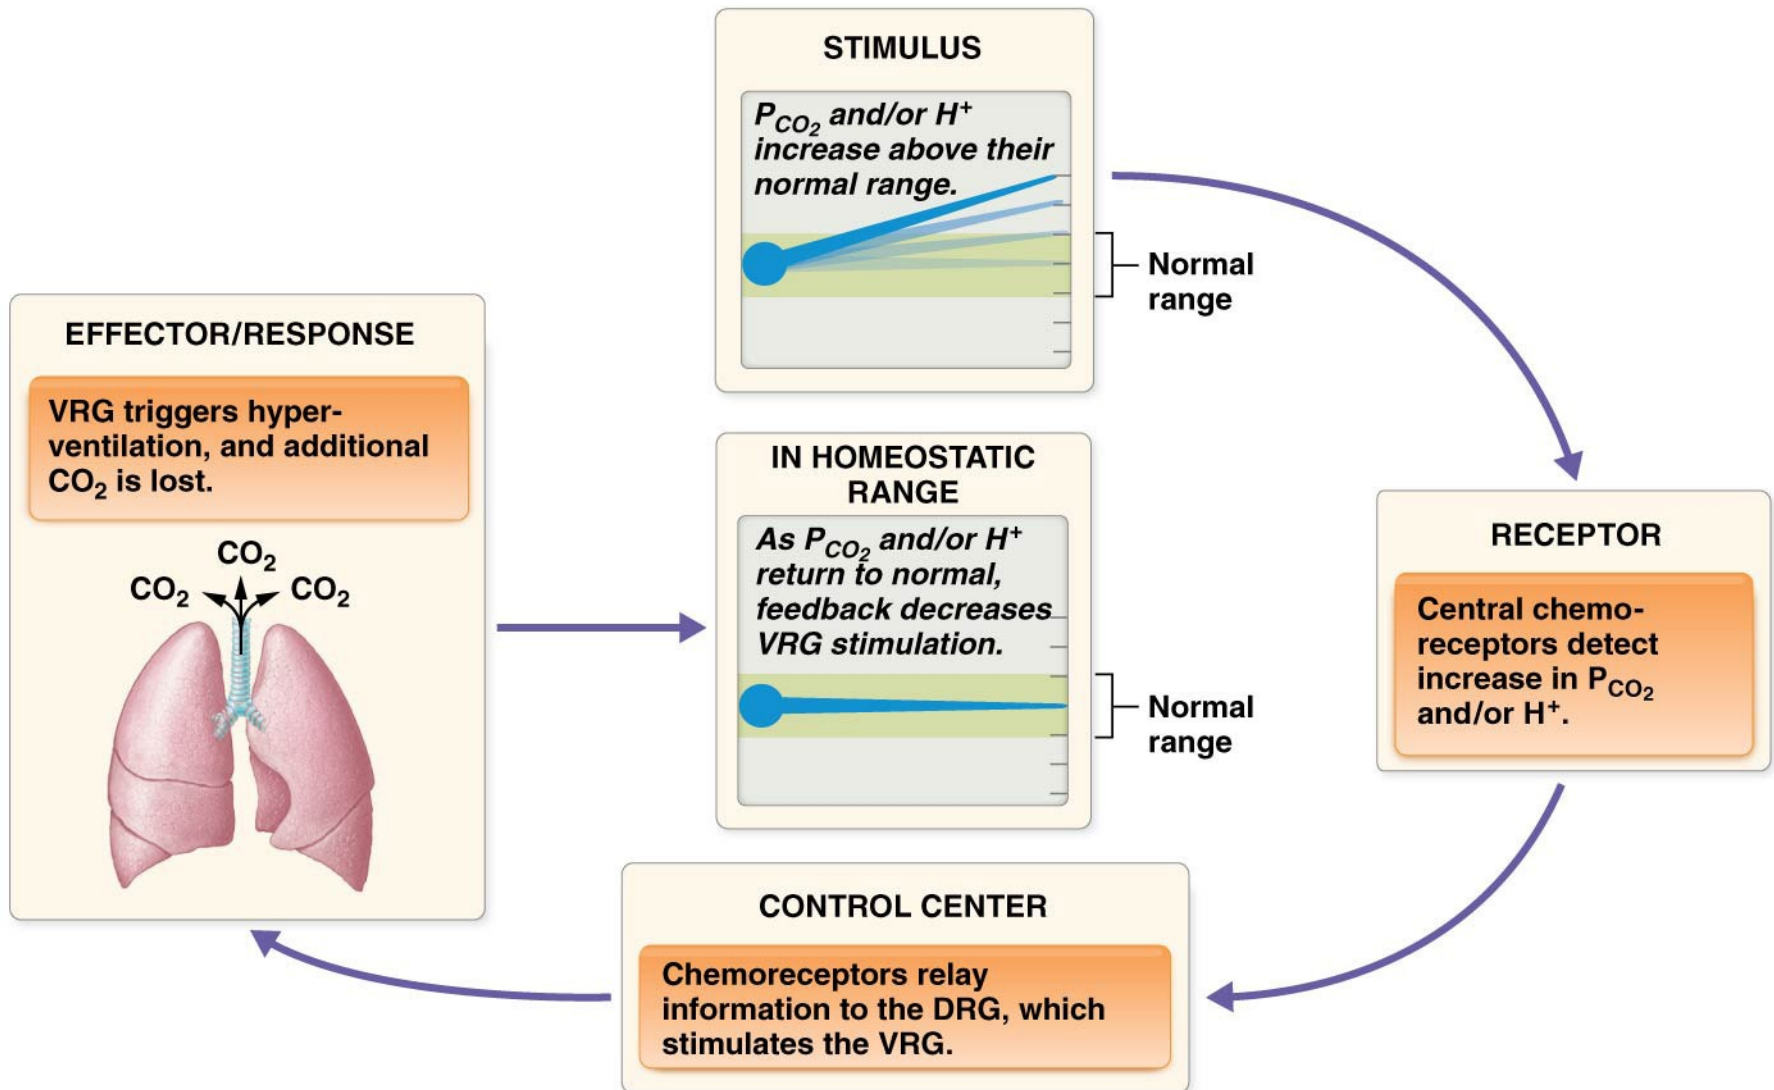 STIMULUS
P_CO2 and/or H+
increase above their
normal range.
Normal
range
EFFECTOR/RESPONSE
VRG triggers hyper-
ventilation, and additional
CO2 is lost.
CO2
CO2
CO2
IN HOMEOSTATIC
RANGE
As P_CO2 and/or H+
return to normal,
feedback decreases
VRG stimulation.
Normal
range
RECEPTOR
Central chemo-
receptors detect
increase in P_CO2
and/or H+.
CONTROL CENTER
Chemoreceptors relay
information to the DRG, which
stimulates the VRG.